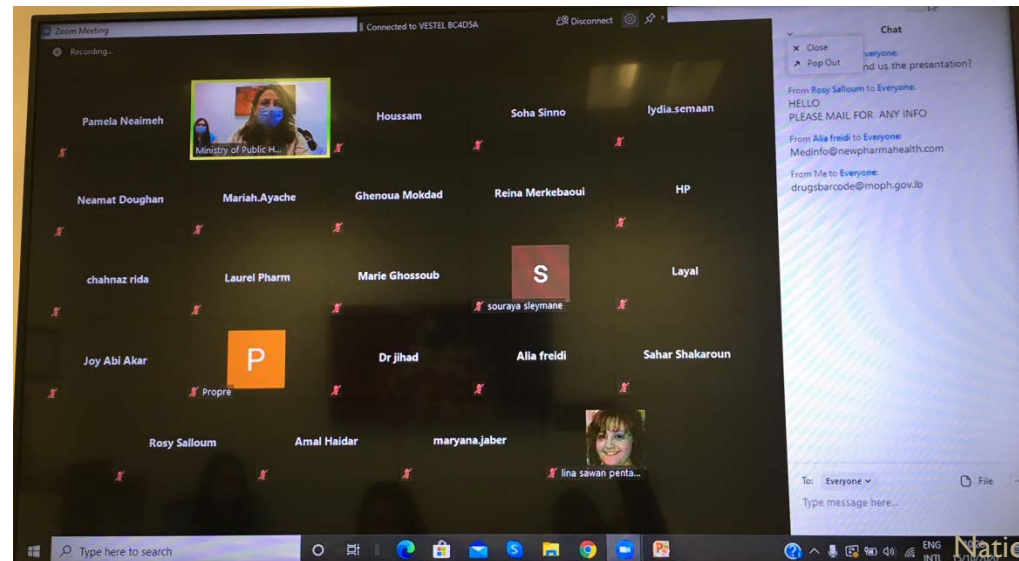 Zoom Meeting
Connected to VESTEL BC4D5A
Disconnect
Recording...
Pamela Neaimeh
Ministry of Public H...
Houssam
Soha Sinno
lydia.semaan
Neamat Doughan
Mariah.Ayache
Ghenoua Mokdad
Reina Merkebaoui
HP
chahnaz rida
Laurel Pharm
Marie Ghossoub
S
souraya sleymane
Layal
Joy Abi Akar
P
Propre
Dr jihad
Alia freidi
Sahar Shakaroun
Rosy Salloum
Amal Haidar
maryana.jaber
lina sawan penta...
Chat
Close
Pop Out
veryone:
nd us the presentation?
From Rosy Salloum to Everyone:
HELLO
PLEASE MAIL FOR ANY INFO
From Alia freidi to Everyone:
Medinfo@newpharmahealth.com
From Me to Everyone:
drugsbarcode@moph.gov.lb
To: Everyone
File
Type message here...
Type here to search
ENG
INTL
15/10/2020
Natio